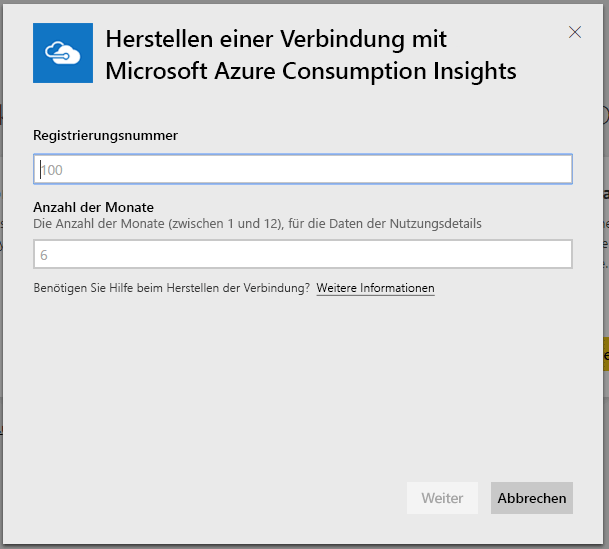 Herstellen einer Verbindung mit
Microsoft Azure Consumption Insights
Registrierungsnummer
100
Anzahl der Monate
Die Anzahl der Monate (zwischen 1 und 12), für die Daten der Nutzungsdetails
6
Benötigen Sie Hilfe beim Herstellen der Verbindung? Weitere Informationen
Weiter
Abbrechen